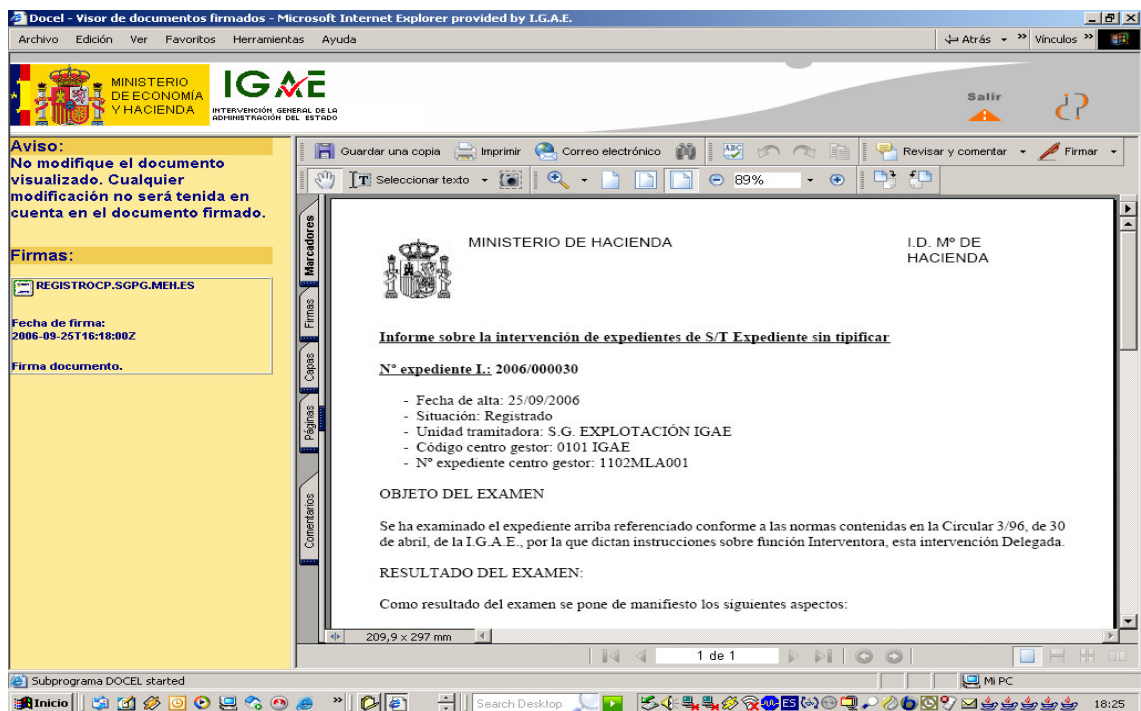 Docel - Visor de documentos firmados - Microsoft Internet Explorer provided by I.G.A.E.
Archivo Edición Ver Favoritos Herramientas Ayuda
Atrás
Vínculos
MINISTERIO
DE ECONOMÍA
Y HACIENDA
IGAE
INTERVENCIÓN GENERAL DE LA
ADMINISTRACIÓN DEL ESTADO
Salir
¿?
Aviso:
No modifique el documento
visualizado. Cualquier
modificación no será tenida en
cuenta en el documento firmado.
Firmas:
REGISTROCP.SGPG.MEH.ES
Fecha de firma:
2006-09-25T16:18:00Z
Firma documento.
Guardar una copia Imprimir Correo electrónico Revisar y comentar Firmar
Seleccionar texto 89%
Marcadores
Firmas
Capas
Páginas
Comentarios
MINISTERIO DE HACIENDA
I.D. Mº DE
HACIENDA
Informe sobre la intervención de expedientes de S/T Expediente sin tipificar
Nº expediente I.: 2006/000030
- Fecha de alta: 25/09/2006
- Situación: Registrado
- Unidad tramitadora: S.G. EXPLOTACIÓN IGAE
- Código centro gestor: 0101 IGAE
- Nº expediente centro gestor: 1102MLA001
OBJETO DEL EXAMEN
Se ha examinado el expediente arriba referenciado conforme a las normas contenidas en la Circular 3/96, de 30
de abril, de la I.G.A.E., por la que dictan instrucciones sobre función Interventora, esta intervención Delegada.
RESULTADO DEL EXAMEN:
Como resultado del examen se pone de manifiesto los siguientes aspectos:
209,9 x 297 mm
1 de 1
Subprograma DOCEL started
Mi PC
Inicio
Search Desktop
ES
18:25